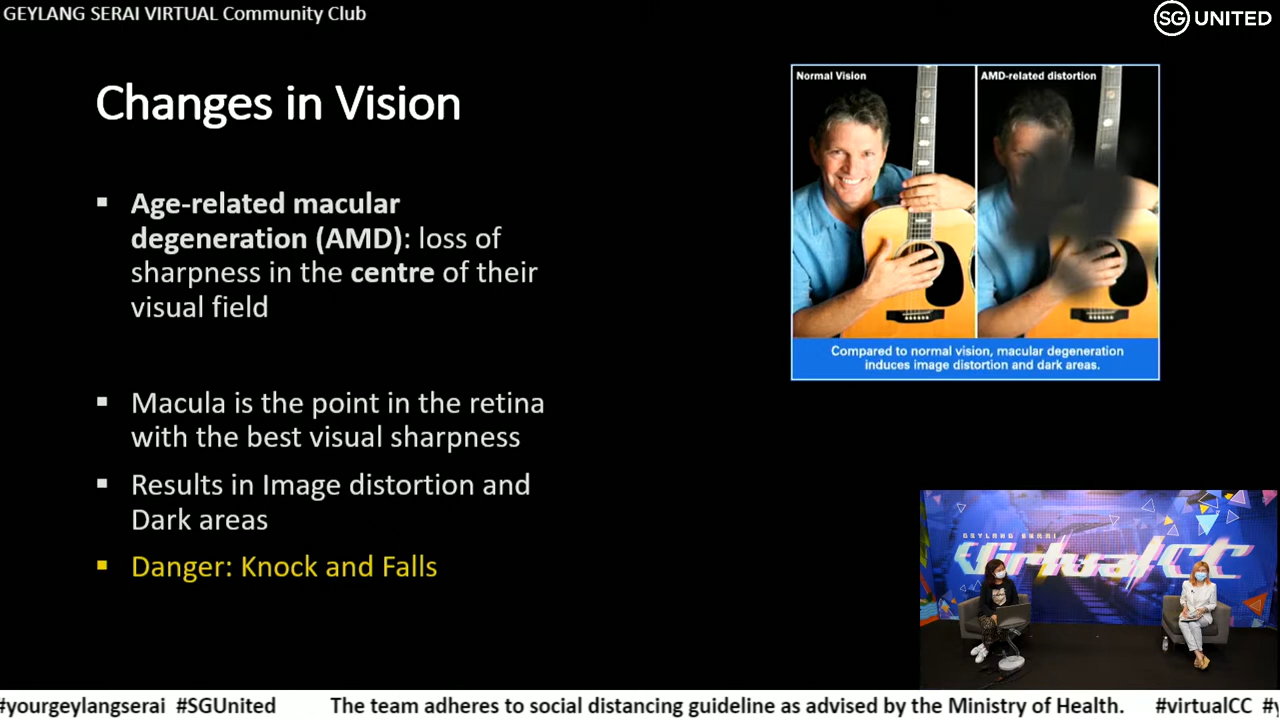 GEYLANG SERAI VIRTUAL Community Club
SG UNITED
Changes in Vision
Age-related macular
degeneration (AMD): loss of
sharpness in the centre of their
visual field
Macula is the point in the retina
with the best visual sharpness
Results in Image distortion and
Dark areas
Danger: Knock and Falls
Normal Vision
AMD-related distortion
Compared to normal vision, macular degeneration
induces image distortion and dark areas.
GEYLANG SERAI
VirtualCC
#yourgeylangserai #SGUnited The team adheres to social distancing guideline as advised by the Ministry of Health. #virtualCC #y